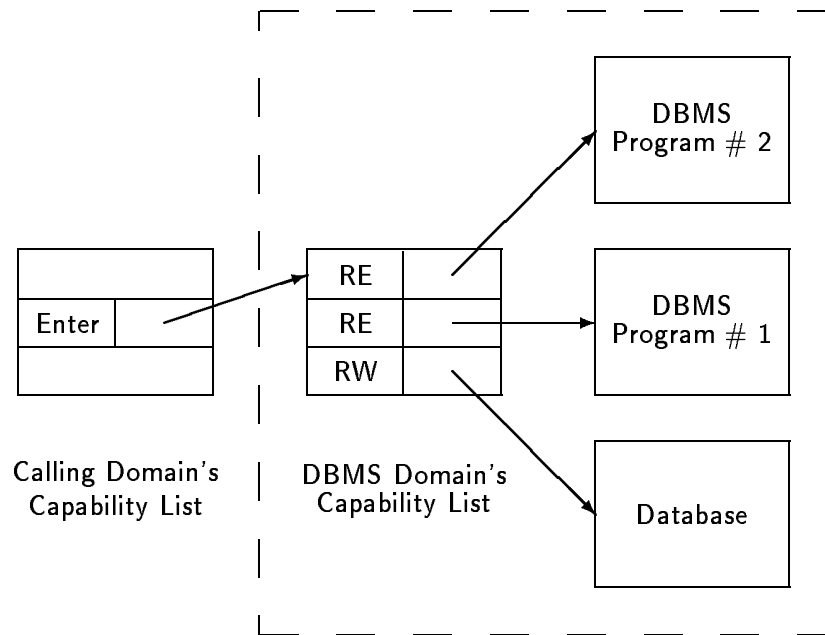 DBMS
Program # 2
RE
Enter
RE
DBMS
Program # 1
RW
Calling Domain's
Capability List
DBMS Domain's
Capability List
Database